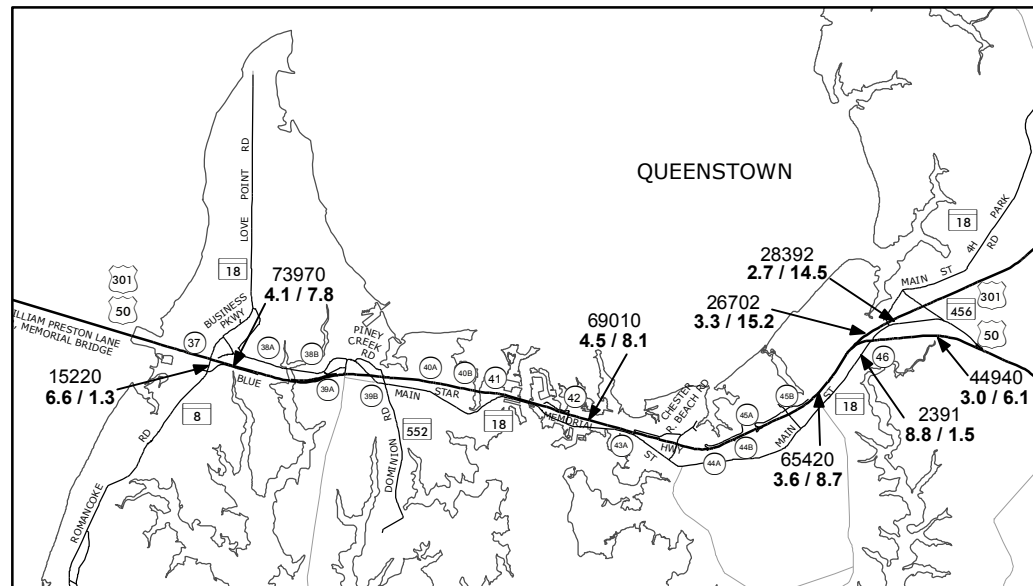 QUEENSTOWN
LOVE POINT RD
18
301
50
ILLIAM PRESTON LANE
MEMORIAL BRIDGE
37
BUSINESS
PKWY
73970
4.1 / 7.8
38A
38B
PINEY
CREEK
RD
39A
39B
BLUE
STAR
MEMORIAL
HWY
15220
6.6 / 1.3
8
ROMANCOKE RD
MAIN
ST
552
DOMINION RD
40A
40B
41
18
42
69010
4.5 / 8.1
43A
CHESTER
R. BEACH RD
44A
44B
45A
45B
MAIN ST
65420
3.6 / 8.7
18
28392
2.7 / 14.5
26702
3.3 / 15.2
MAIN ST
4H PARK
RD
18
301
456
50
46
44940
3.0 / 6.1
2391
8.8 / 1.5